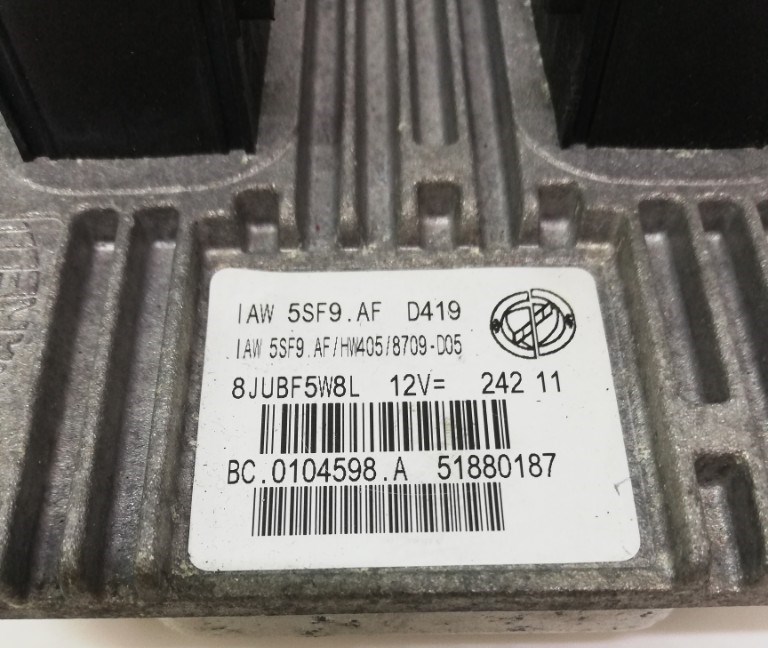 IAW 5SF9.AF D419
IAW 5SF9.AF/HW405/8709-D05
8JUBF5W8L 12V= 242 11
BC.0104598.A 51880187